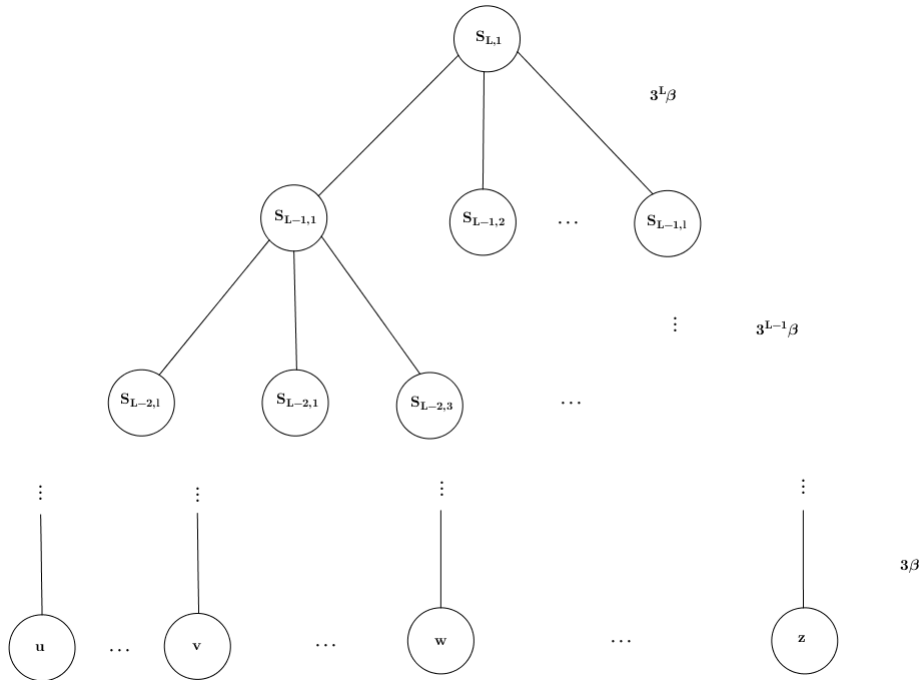 S_{L,1}
3^L β
S_{L−1,1}
S_{L−1,2}
...
S_{L−1,l}
⋮
3^{L−1} β
S_{L−2,l}
S_{L−2,1}
S_{L−2,3}
...
⋮ ⋮ ⋮ ⋮
3β
u ... v ... w ... z